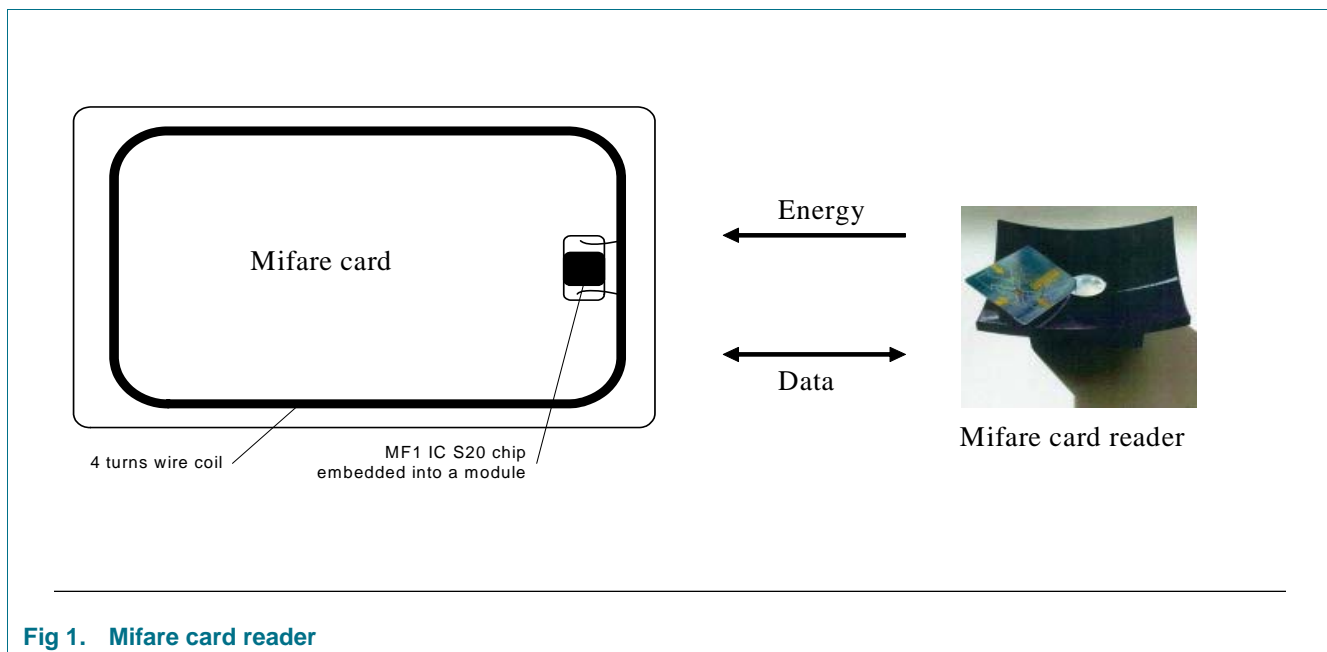 Mifare card
Energy
Data
4 turns wire coil
MF1 IC S20 chip
embedded into a module
Mifare card reader
Fig 1. Mifare card reader